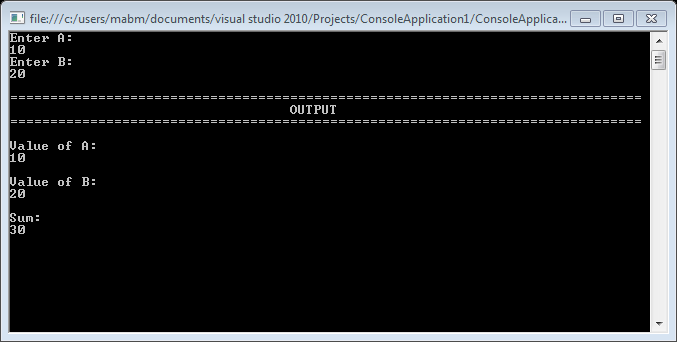 file:///c:/users/mabm/documents/visual studio 2010/Projects/ConsoleApplication1/ConsoleApplica...
Enter A:
10
Enter B:
20
===============================================================================
OUTPUT
===============================================================================
Value of A:
10
Value of B:
20
Sum:
30